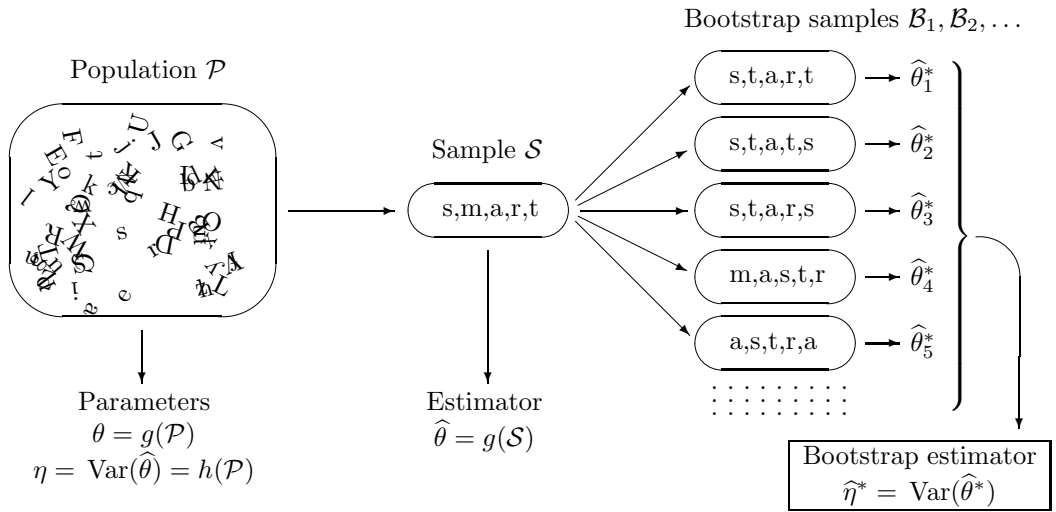 Bootstrap samples ℬ₁, ℬ₂, …
Population 𝒫
s,t,a,r,t
θ̂₁*
Sample 𝒮
s,t,a,t,s
θ̂₂*
s,m,a,r,t
s,t,a,r,s
θ̂₃*
m,a,s,t,r
θ̂₄*
a,s,t,r,a
θ̂₅*
Parameters
θ = g(𝒫)
η = Var(θ̂) = h(𝒫)
Estimator
θ̂ = g(𝒮)
Bootstrap estimator
η̂* = Var(θ̂*)